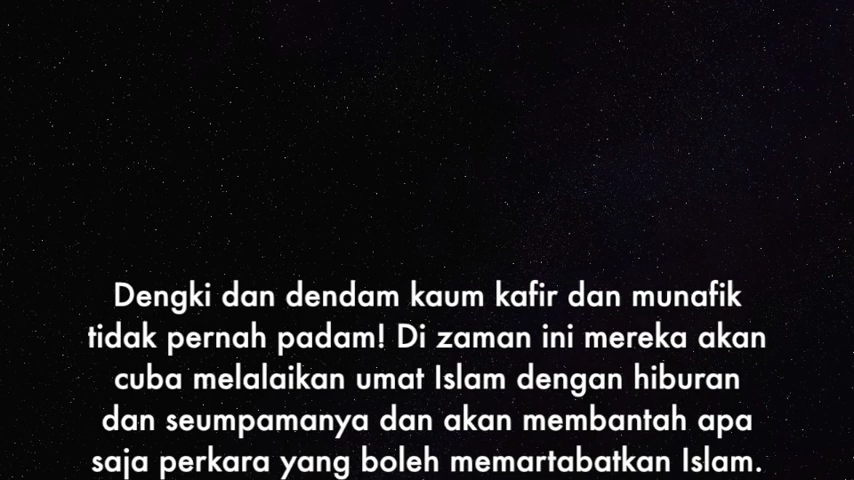 Dengki dan dendam kaum kafir dan munafik
tidak pernah padam! Di zaman ini mereka akan
cuba melalaikan umat Islam dengan hiburan
dan seumpamanya dan akan membantah apa
saja perkara yang boleh memartabatkan Islam.